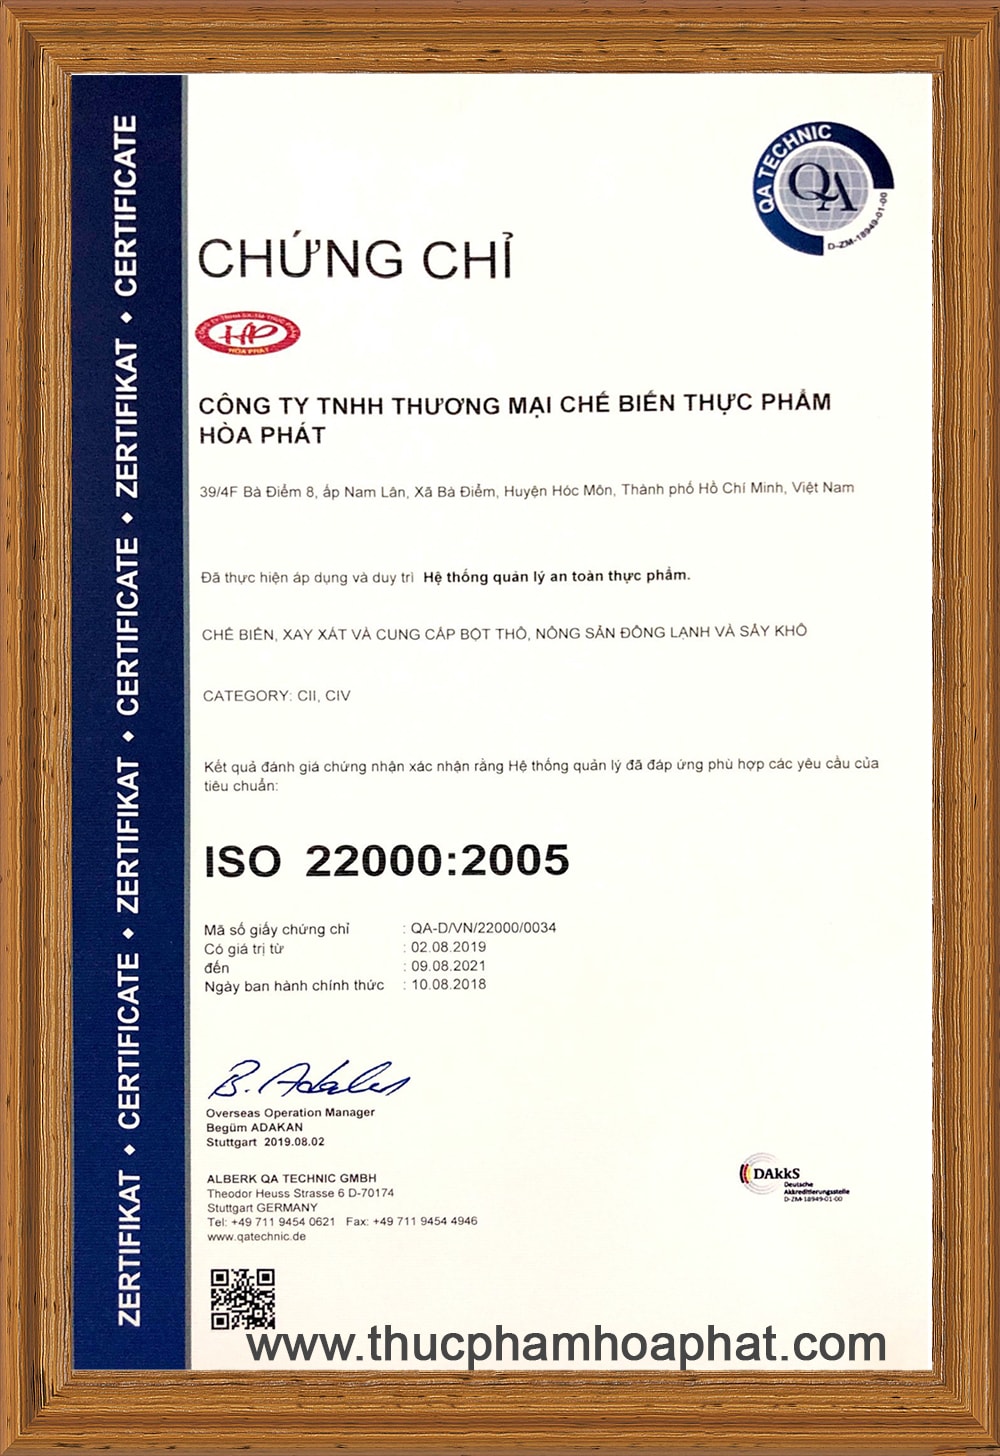 ZERTIFIKAT ◆ CERTIFICATE ◆ ZERTIFIKAT ◆ CERTIFICATE ◆ ZERTIFIKAT ◆ CERTIFICATE
QA TECHNIC
QA
D-ZM-18949-01-00
CHỨNG CHỈ
CÔNG TY TNHH SX-TM THỰC PHẨM
HP
HÒA PHÁT
CÔNG TY TNHH THƯƠNG MẠI CHẾ BIẾN THỰC PHẨM
HÒA PHÁT
39/4F Bà Điểm 8, ấp Nam Lân, Xã Bà Điểm, Huyện Hóc Môn, Thành phố Hồ Chí Minh, Việt Nam
Đã thực hiện áp dụng và duy trì Hệ thống quản lý an toàn thực phẩm.
CHẾ BIẾN, XAY XÁT VÀ CUNG CẤP BỘT THÔ, NÔNG SẢN ĐÔNG LẠNH VÀ SẤY KHÔ
CATEGORY: CII, CIV
Kết quả đánh giá chứng nhận xác nhận rằng Hệ thống quản lý đã đáp ứng phù hợp các yêu cầu của
tiêu chuẩn:
ISO 22000:2005
Mã số giấy chứng chỉ : QA-D/VN/22000/0034
Có giá trị từ : 02.08.2019
đến : 09.08.2021
Ngày ban hành chính thức : 10.08.2018
B. Adakan
Overseas Operation Manager
Begüm ADAKAN
Stuttgart 2019.08.02
ALBERK QA TECHNIC GMBH
Theodor Heuss Strasse 6 D-70174
Stuttgart GERMANY
Tel: +49 711 9454 0621 Fax: +49 711 9454 4946
www.qatechnic.de
DAkkS
Deutsche
Akkreditierungsstelle
D-ZM-18949-01-00
www.thucphamhoaphat.com